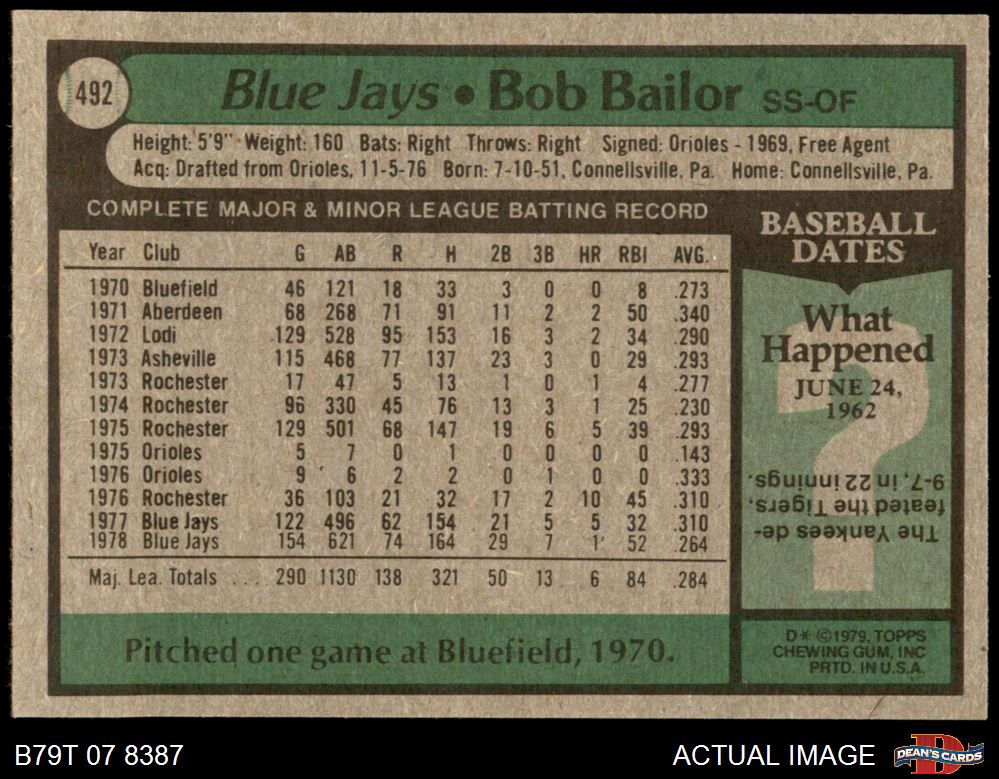 492
Blue Jays • Bob Bailor SS-OF
Height: 5'9" Weight: 160 Bats: Right Throws: Right Signed: Orioles - 1969, Free Agent
Acq: Drafted from Orioles, 11-5-76 Born: 7-10-51, Connellsville, Pa. Home: Connellsville, Pa.
COMPLETE MAJOR & MINOR LEAGUE BATTING RECORD
Year Club G AB R H 2B 3B HR RBI AVG.
1970 Bluefield 46 121 18 33 3 0 0 8 .273
1971 Aberdeen 68 268 71 91 11 2 2 50 .340
1972 Lodi 129 528 95 153 16 3 2 34 .290
1973 Asheville 115 468 77 137 23 3 0 29 .293
1973 Rochester 17 47 5 13 1 0 1 4 .277
1974 Rochester 96 330 45 76 13 3 1 25 .230
1975 Rochester 129 501 68 147 19 6 5 39 .293
1975 Orioles 5 7 0 1 0 0 0 0 .143
1976 Orioles 9 6 2 2 0 1 0 0 .333
1976 Rochester 36 103 21 32 17 2 10 45 .310
1977 Blue Jays 122 496 62 154 21 5 5 32 .310
1978 Blue Jays 154 621 74 164 29 7 1 52 .264
Maj. Lea. Totals ... 290 1130 138 321 50 13 6 84 .284
Pitched one game at Bluefield, 1970.
BASEBALL
DATES
What
Happened
JUNE 24,
1962
?
The Yankees de-
feated the Tigers,
9-7, in 22 innings.
D* ©1979, TOPPS
CHEWING GUM, INC
PRTD. IN U.S.A.
B79T 07 8387
ACTUAL IMAGE
D
DEAN'S CARDS